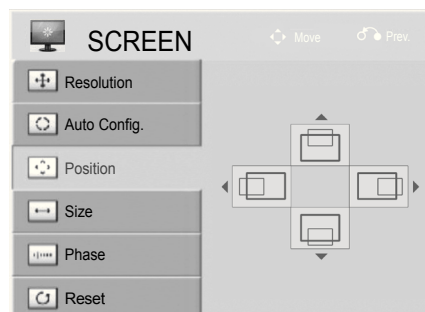 SCREEN
Move
Prev.
Resolution
Auto Config.
Position
Size
Phase
Reset